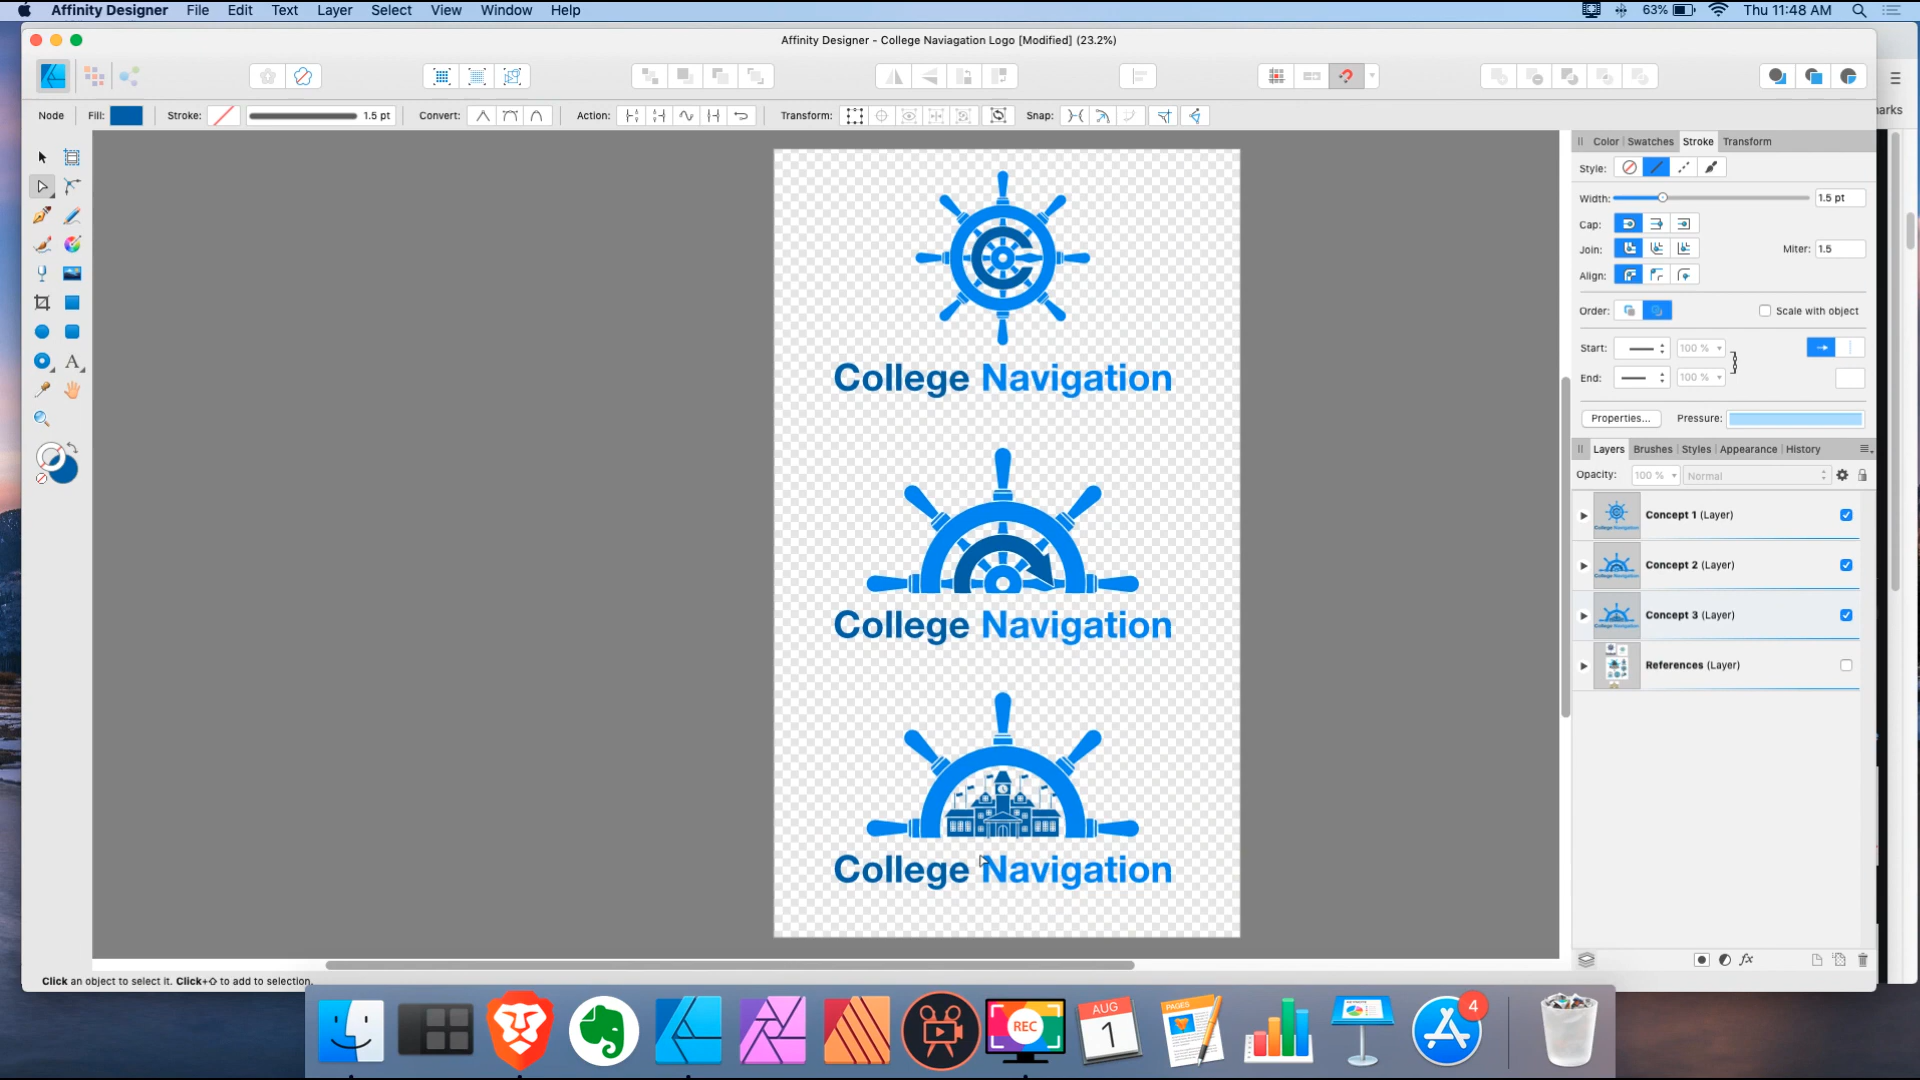 Affinity Designer File Edit Text Layer Select View Window Help 63% Thu 11:48 AM
Affinity Designer - College Naviagation Logo [Modified] (23.2%)
Node Fill: Stroke: 1.5 pt Convert: Action: Transform: Snap:
arks
Color Swatches Stroke Transform
Style:
Width: 1.5 pt
Cap:
Join: Miter: 1.5
Align:
Order: Scale with object
Start: 100 %
End: 100 %
Properties... Pressure:
Layers Brushes Styles Appearance History
Opacity: 100 % Normal
Concept 1 (Layer)
Concept 2 (Layer)
Concept 3 (Layer)
References (Layer)
fx
College Navigation
College Navigation
College Navigation
Click an object to select it. Click+⇧ to add to selection.
REC
AUG
1
PAGES
4